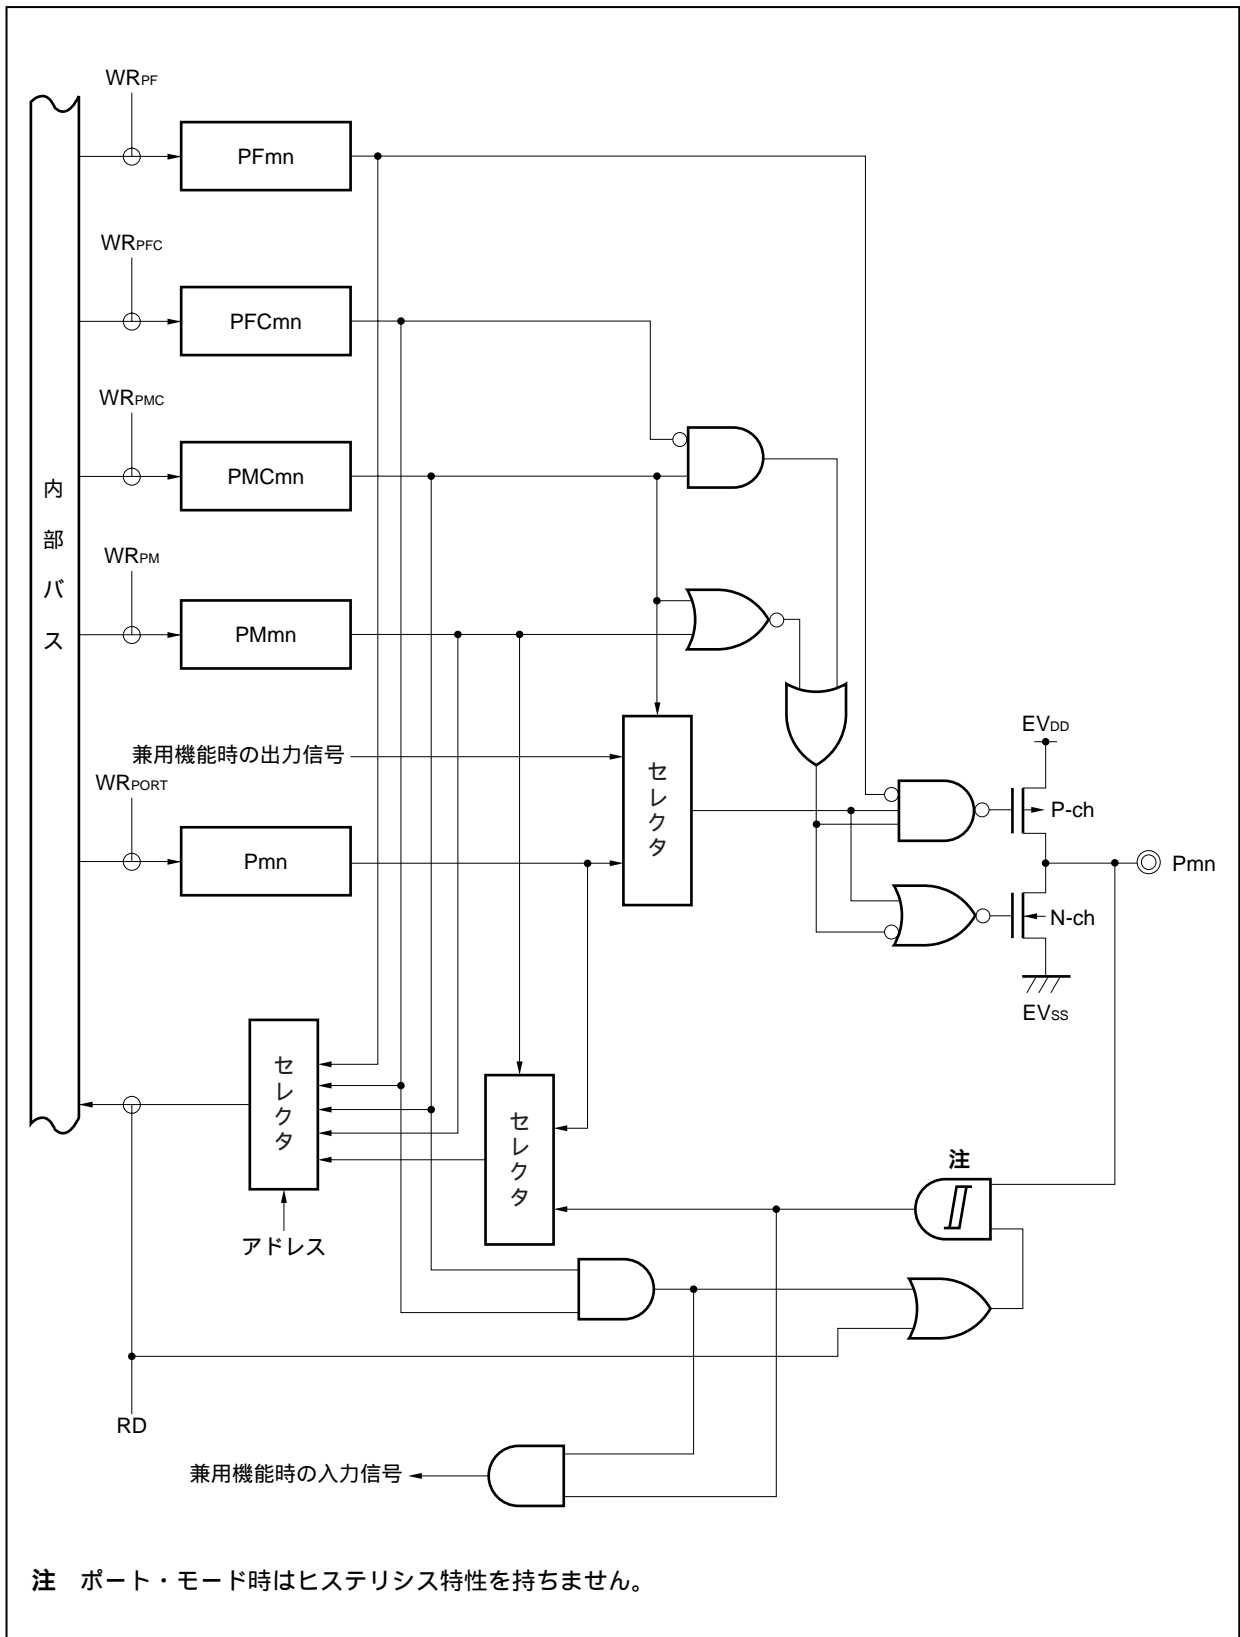 WRPF
PFmn
WRPFC
PFCmn
WRPMC
PMCmn
内部バス
WRPM
PMmn
兼用機能時の出力信号
セレクタ
WRPORT
Pmn
EVDD
P-ch
Pmn
N-ch
EVSS
セレクタ
セレクタ
注
アドレス
RD
兼用機能時の入力信号
注 ポート・モード時はヒステリシス特性を持ちません。